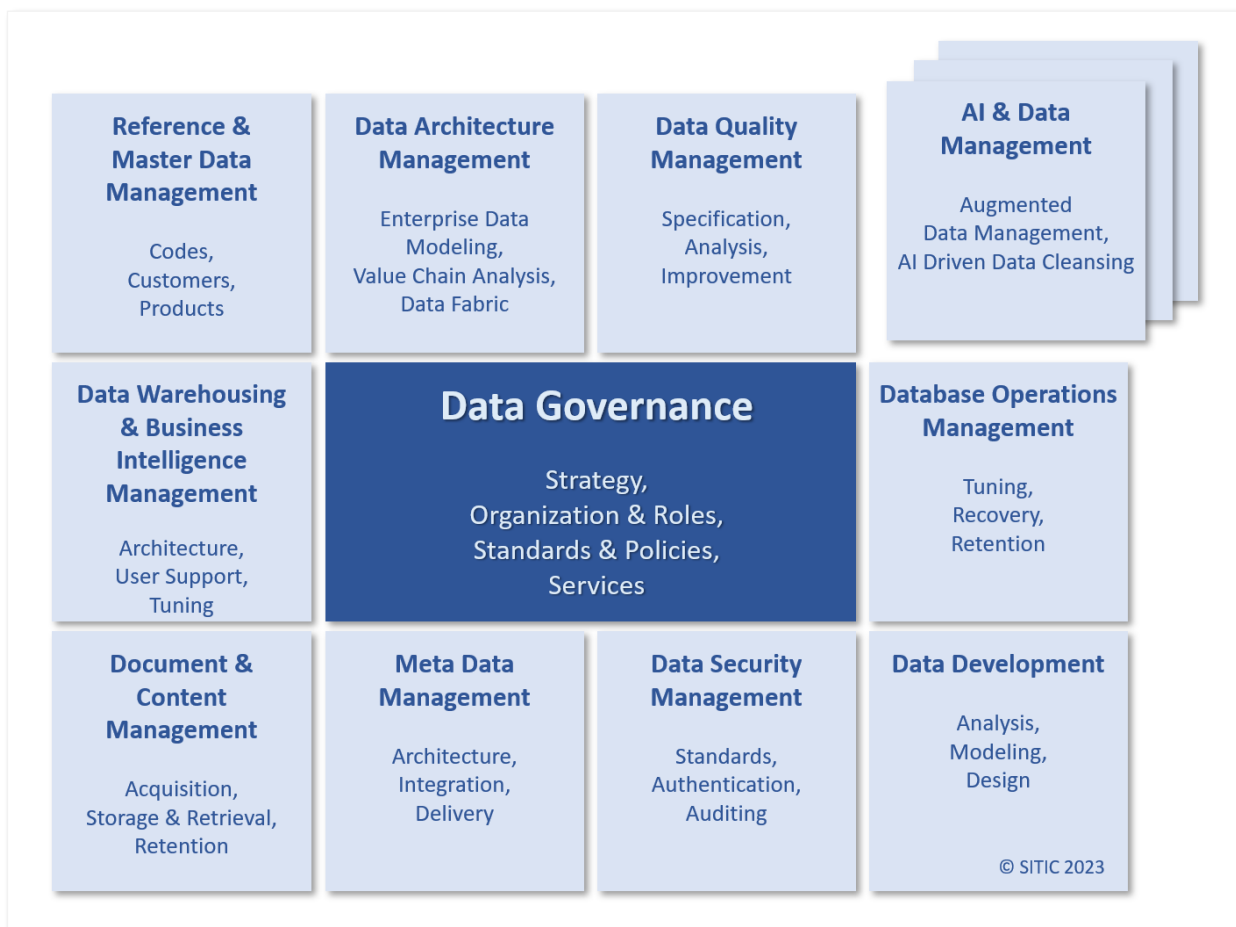 Reference &
Master Data
Management
Codes,
Customers,
Products
Data Architecture
Management
Enterprise Data
Modeling,
Value Chain Analysis,
Data Fabric
Data Quality
Management
Specification,
Analysis,
Improvement
AI & Data
Management
Augmented
Data Management,
AI Driven Data Cleansing
Data Warehousing
& Business
Intelligence
Management
Architecture,
User Support,
Tuning
Data Governance
Strategy,
Organization & Roles,
Standards & Policies,
Services
Database Operations
Management
Tuning,
Recovery,
Retention
Document &
Content
Management
Acquisition,
Storage & Retrieval,
Retention
Meta Data
Management
Architecture,
Integration,
Delivery
Data Security
Management
Standards,
Authentication,
Auditing
Data Development
Analysis,
Modeling,
Design
© SITIC 2023